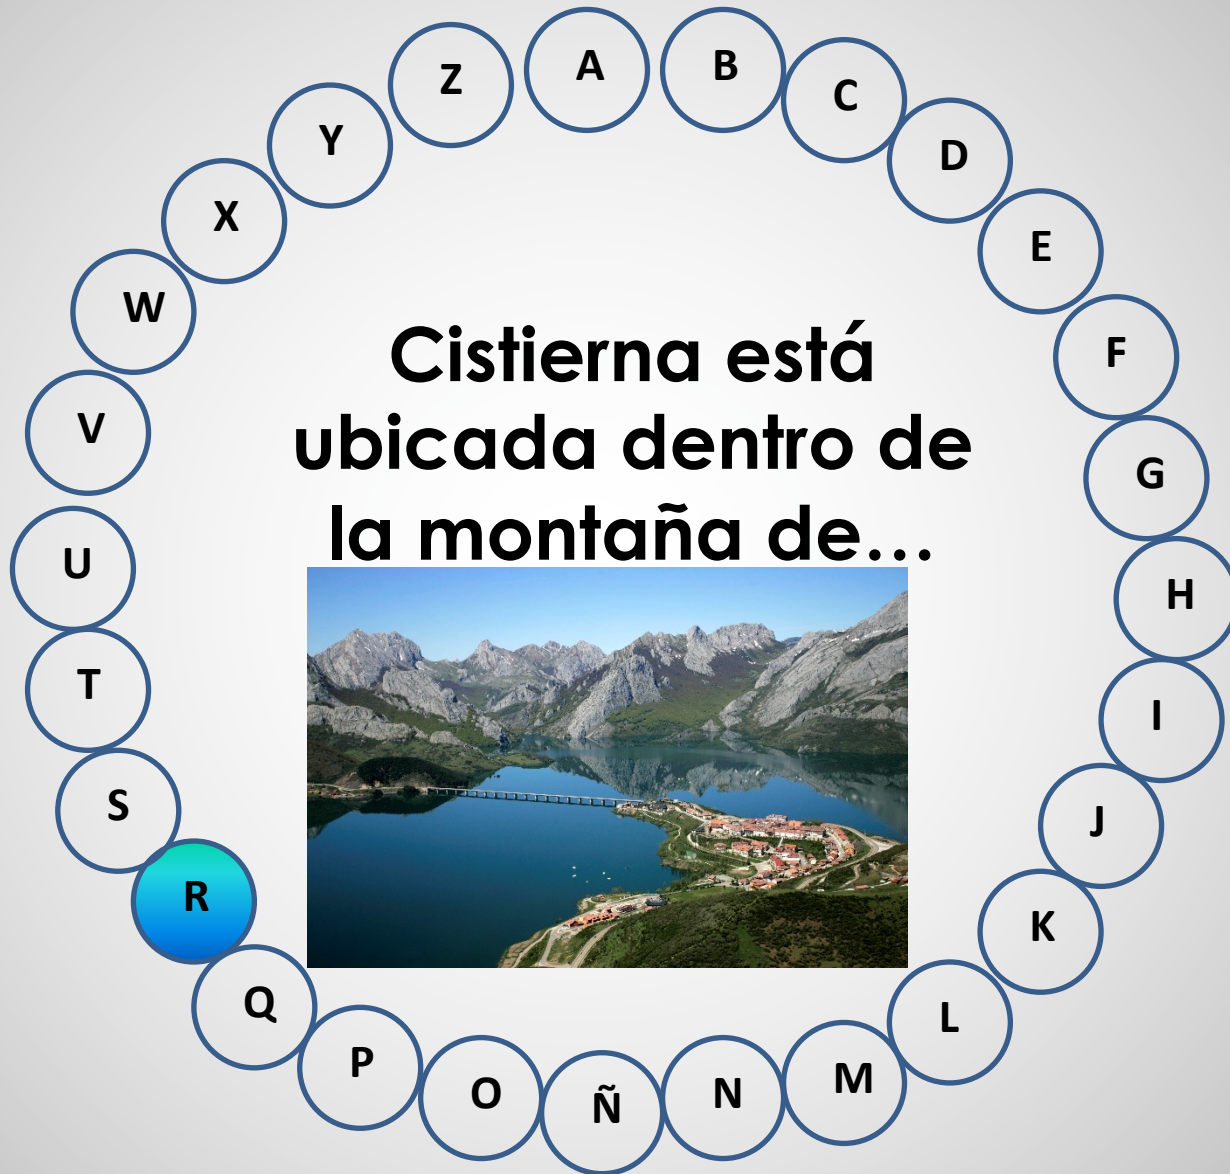 A
B
C
D
E
F
G
H
I
J
K
L
M
N
Ñ
O
P
Q
R
S
T
U
V
W
X
Y
Z
Cistierna está
ubicada dentro de
la montaña de...